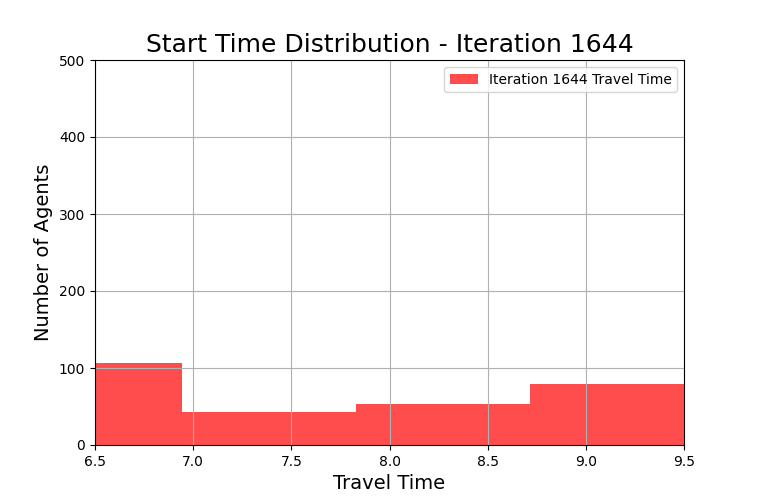 Start Time Distribution - Iteration 1644
Iteration 1644 Travel Time
Number of Agents
500
400
300
200
100
0
6.5 7.0 7.5 8.0 8.5 9.0 9.5
Travel Time